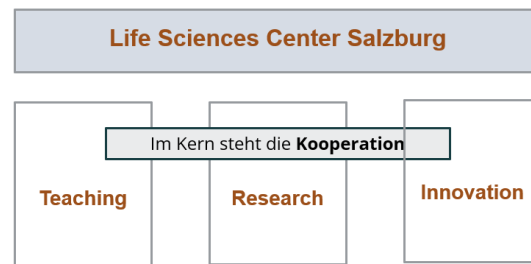 Life Sciences Center Salzburg
Im Kern steht die Kooperation
Teaching
Research
Innovation